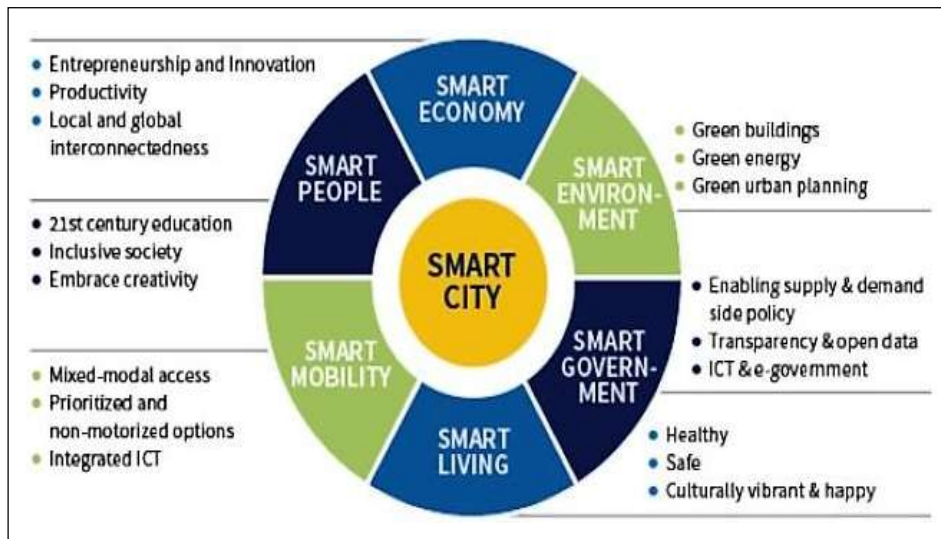 Entrepreneurship and Innovation
Productivity
Local and global
interconnectedness
21st century education
Inclusive society
Embrace creativity
Mixed-modal access
Prioritized and
non-motorized options
Integrated ICT
SMART
ECONOMY
SMART
PEOPLE
SMART
ENVIRON-
MENT
SMART
CITY
SMART
MOBILITY
SMART
GOVERN-
MENT
SMART
LIVING
Green buildings
Green energy
Green urban planning
Enabling supply & demand
side policy
Transparency & open data
ICT & e-government
Healthy
Safe
Culturally vibrant & happy